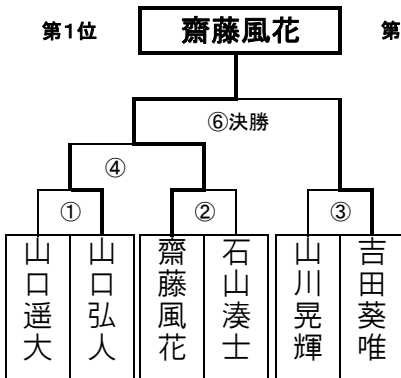 第1位
齋藤風花
第
⑥決勝
④
①
②
③
山口遥大
山口弘人
齋藤風花
石山湊士
山川晃輝
吉田葵唯